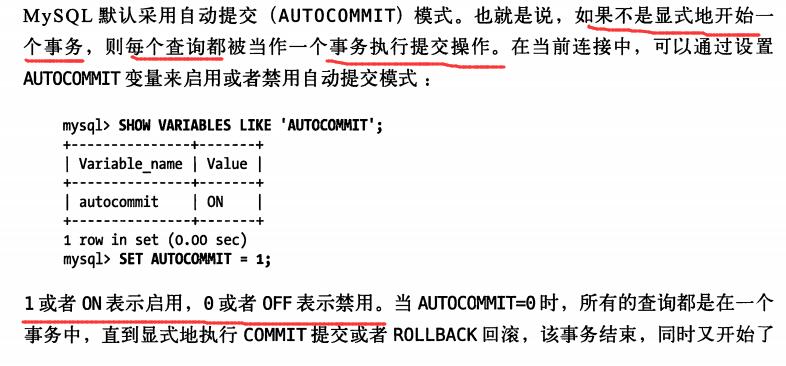 MySQL 默认采用自动提交（AUTOCOMMIT）模式。也就是说，如果不是显式地开始一
个事务，则每个查询都被当作一个事务执行提交操作。在当前连接中，可以通过设置
AUTOCOMMIT 变量来启用或者禁用自动提交模式：
mysql> SHOW VARIABLES LIKE 'AUTOCOMMIT';
+---------------+-------+
| Variable_name | Value |
+---------------+-------+
| autocommit    | ON    |
+---------------+-------+
1 row in set (0.00 sec)
mysql> SET AUTOCOMMIT = 1;
1 或者 ON 表示启用，0 或者 OFF 表示禁用。当 AUTOCOMMIT=0 时，所有的查询都是在一个
事务中，直到显式地执行 COMMIT 提交或者 ROLLBACK 回滚，该事务结束，同时又开始了